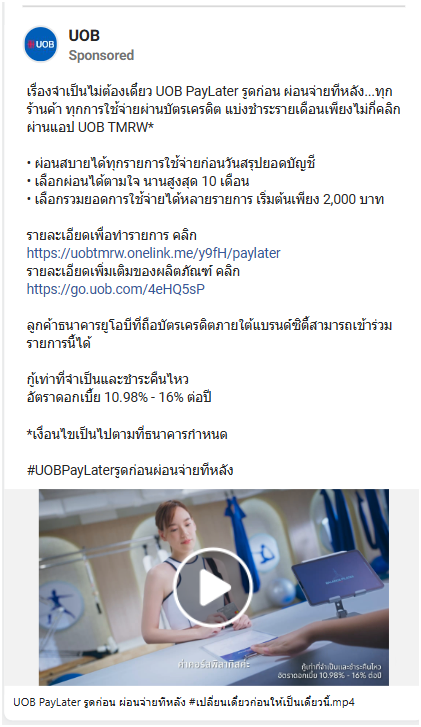 UOB
UOB
Sponsored
เรื่องจำเป็นไม่ต้องเดี๋ยว UOB PayLater รูดก่อน ผ่อนจ่ายทีหลัง...ทุก
ร้านค้า ทุกการใช้จ่ายผ่านบัตรเครดิต แบ่งชำระรายเดือนเพียงไม่กี่คลิก
ผ่านแอป UOB TMRW*
• ผ่อนสบายได้ทุกรายการใช้จ่ายก่อนวันสรุปยอดบัญชี
• เลือกผ่อนได้ตามใจ นานสูงสุด 10 เดือน
• เลือกรวมยอดการใช้จ่ายได้หลายรายการ เริ่มต้นเพียง 2,000 บาท
รายละเอียดเพื่อทำรายการ คลิก
https://uobtmrw.onelink.me/y9fH/paylater
รายละเอียดเพิ่มเติมของผลิตภัณฑ์ คลิก
https://go.uob.com/4eHQ5sP
ลูกค้าธนาคารยูโอบีที่ถือบัตรเครดิตภายใต้แบรนด์ซิตี้สามารถเข้าร่วม
รายการนี้ได้
กู้เท่าที่จำเป็นและชำระคืนไหว
อัตราดอกเบี้ย 10.98% - 16% ต่อปี
*เงื่อนไขเป็นไปตามที่ธนาคารกำหนด
#UOBPayLaterรูดก่อนผ่อนจ่ายทีหลัง
ค่าคอร์สพิลาทิสค่ะ
กู้เท่าที่จำเป็นและชำระคืนไหว
อัตราดอกเบี้ย 10.98% - 16% ต่อปี
UOB PayLater รูดก่อน ผ่อนจ่ายทีหลัง #เปลี่ยนเดี๋ยวก่อนให้เป็นเดี๋ยวนี้.mp4